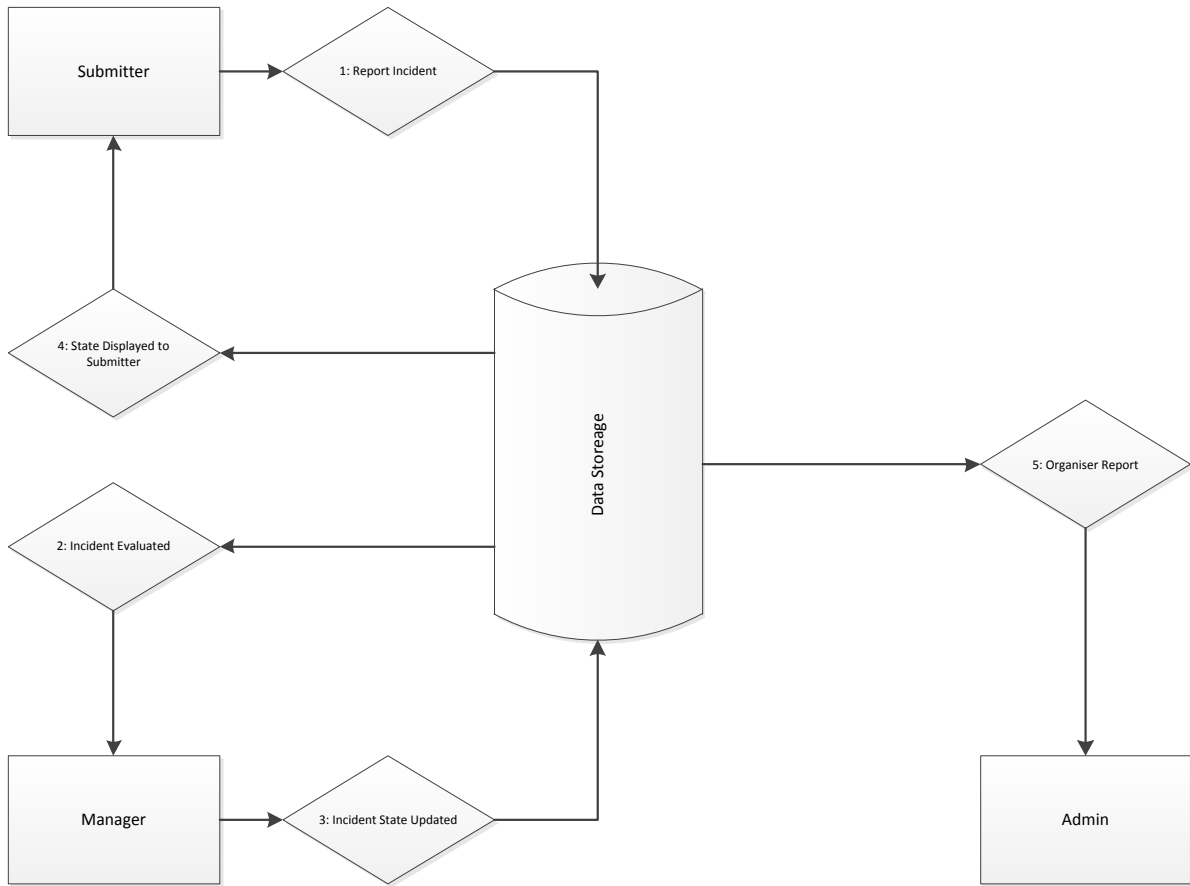 Submitter
1: Report Incident
4: State Displayed to
Submitter
Data Storeage
5: Organiser Report
2: Incident Evaluated
Manager
3: Incident State Updated
Admin